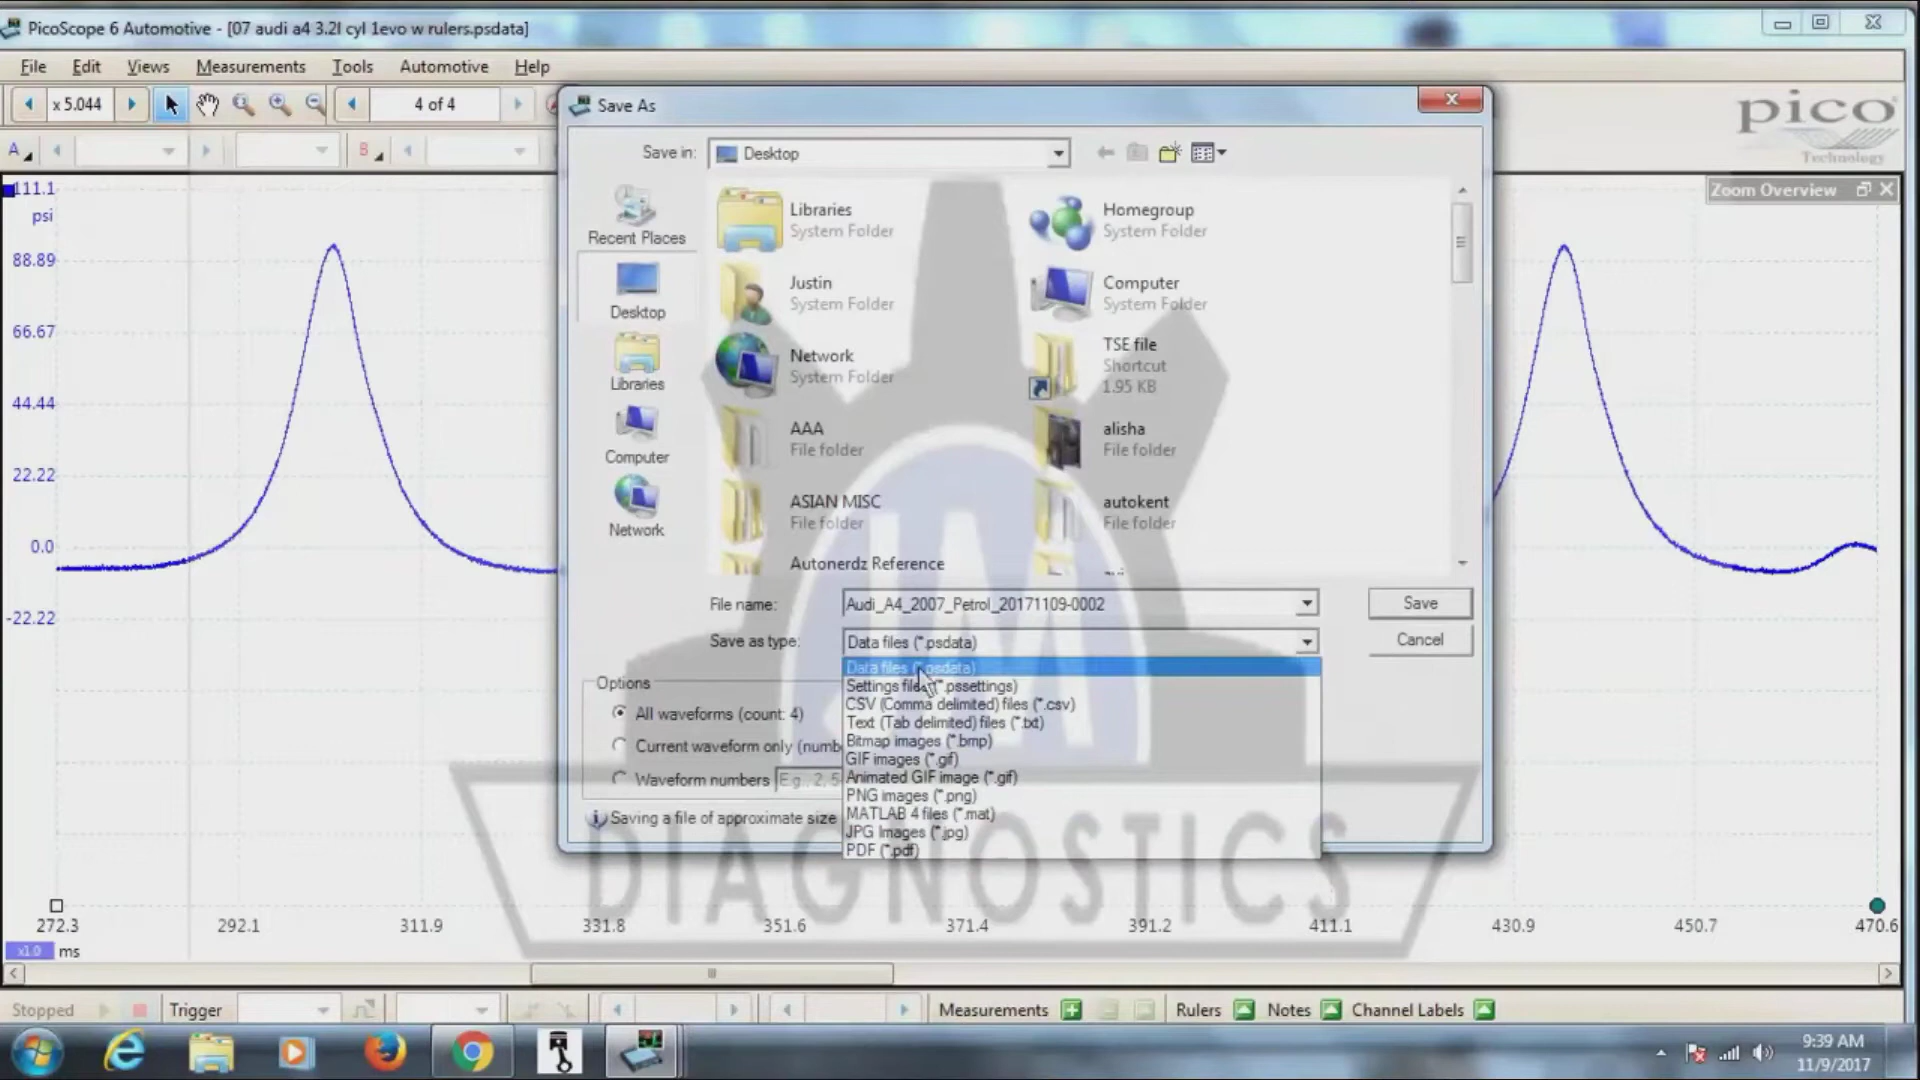 PicoScope 6 Automotive - [07 audi a4 3.2l cyl 1evo w rulers.psdata]
File Edit Views Measurements Tools Automotive Help
x 5.044 4 of 4
A B
pico
Technology
Zoom Overview
111.1
psi
88.89
66.67
44.44
22.22
0.0
-22.22
Save As
Save in: Desktop
Recent Places
Desktop
Libraries
Computer
Network
Libraries
System Folder
Homegroup
System Folder
Justin
System Folder
Computer
System Folder
Network
System Folder
TSE file
Shortcut
1.95 KB
AAA
File folder
alisha
File folder
ASIAN MISC
File folder
autokent
File folder
Autonerdz Reference
File name: Audi_A4_2007_Petrol_20171109-0002 Save
Save as type: Data files (*.psdata) Cancel
Data files (*.psdata)
Settings files (*.pssettings)
CSV (Comma delimited) files (*.csv)
Text (Tab delimited) files (*.txt)
Bitmap images (*.bmp)
GIF images (*.gif)
Animated GIF image (*.gif)
PNG images (*.png)
MATLAB 4 files (*.mat)
JPG Images (*.jpg)
PDF (*.pdf)
Options
All waveforms (count: 4)
Current waveform only (numb
Waveform numbers E.g., 2, 5
Saving a file of approximate size
DIAGNOSTICS
272.3 292.1 311.9 331.8 351.6 371.4 391.2 411.1 430.9 450.7 470.6
x1.0 ms
Stopped Trigger Measurements Rulers Notes Channel Labels
9:39 AM
11/9/2017